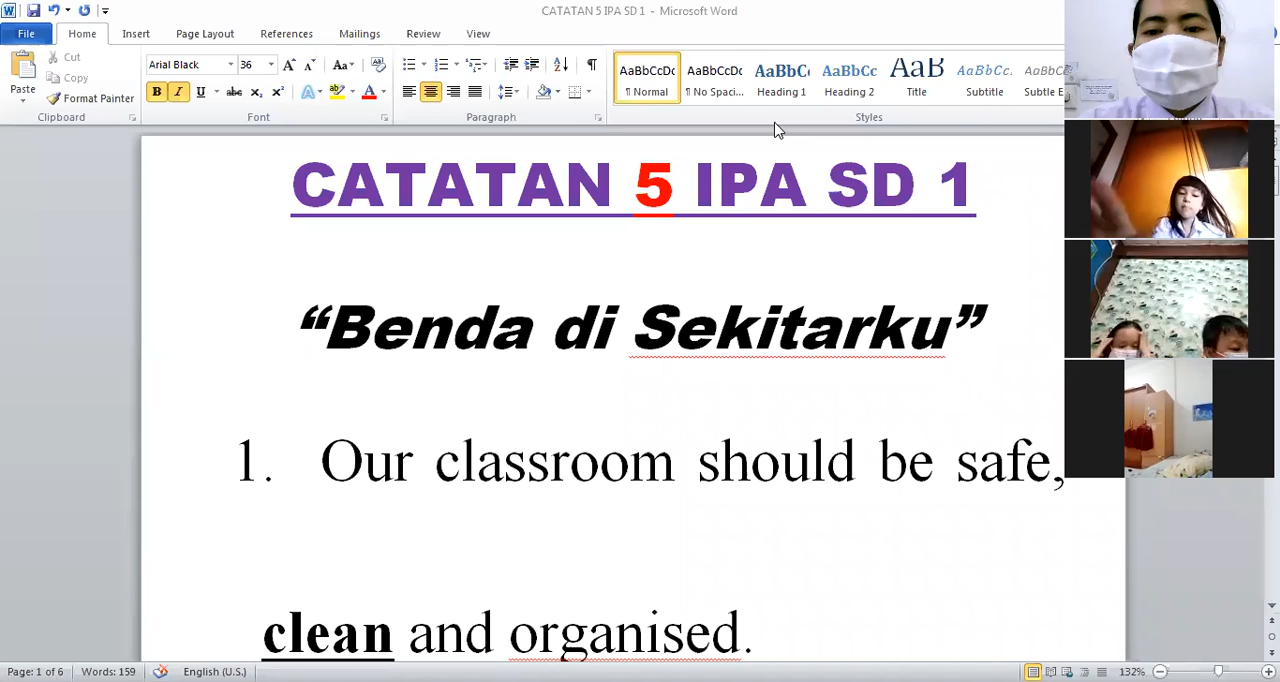 CATATAN 5 IPA SD 1 - Microsoft Word
File Home Insert Page Layout References Mailings Review View
Cut
Copy
Format Painter
Paste
Arial Black 36
AaBbCcDc AaBbCcDc AaBbC AaBbCc AaB AaBbCcL AaBbCcL
¶ Normal ¶ No Spaci... Heading 1 Heading 2 Title Subtitle Subtle E
Clipboard Font Paragraph Styles
CATATAN 5 IPA SD 1
“Benda di Sekitarku”
1. Our classroom should be safe,
clean and organised.
Page: 1 of 6 Words: 159 English (U.S.) 132%